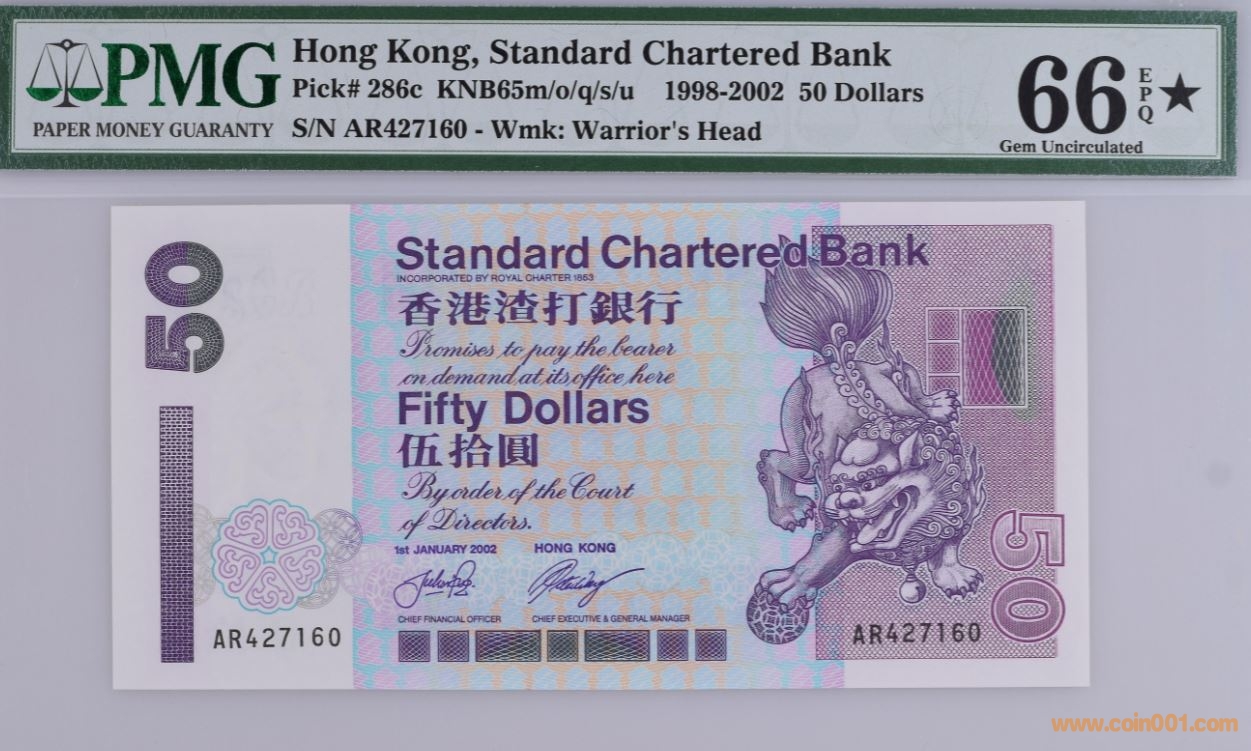 PMG
PAPER MONEY GUARANTY
Hong Kong, Standard Chartered Bank
Pick# 286c KNB65m/o/q/s/u 1998-2002 50 Dollars
S/N AR427160 - Wmk: Warrior's Head
66 EPQ★
Gem Uncirculated
50
Standard Chartered Bank
INCORPORATED BY ROYAL CHARTER 1853
香港渣打銀行
Promises to pay the bearer
on demand at its office here
Fifty Dollars
伍拾圓
By order of the Court
of Directors.
1st JANUARY 2002 HONG KONG
CHIEF FINANCIAL OFFICER CHIEF EXECUTIVE & GENERAL MANAGER
AR427160
AR427160
50
www.coin001.com